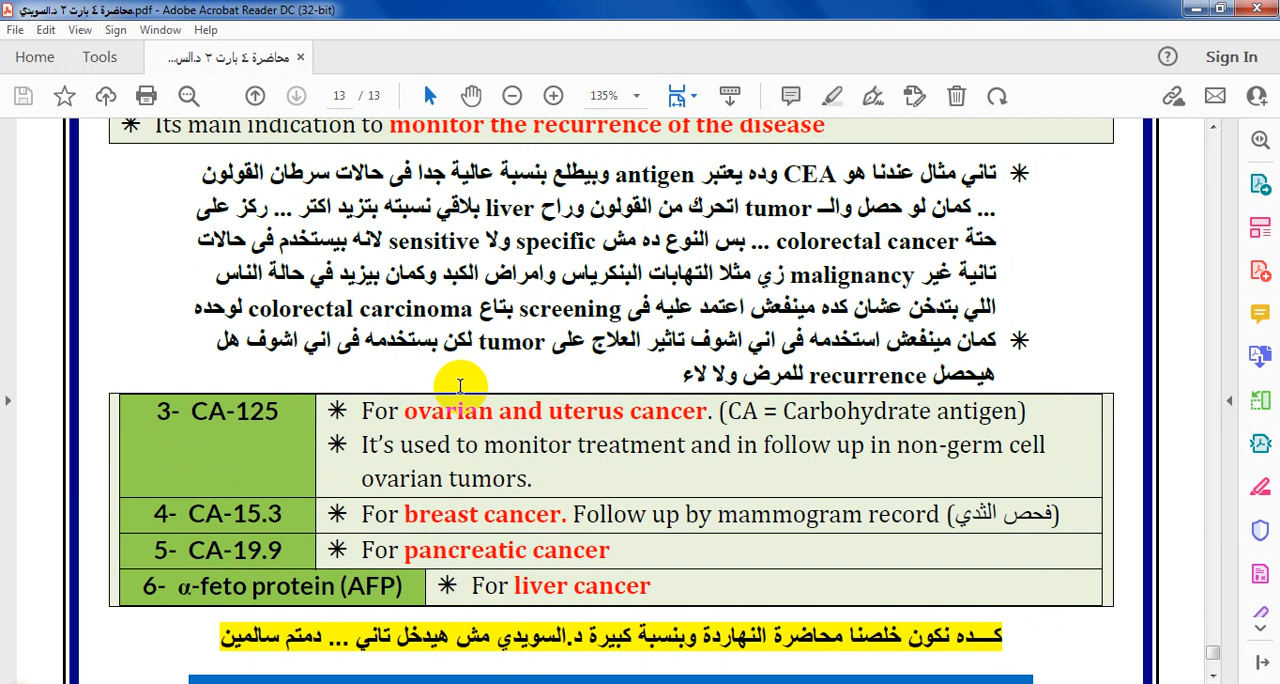 محاضرة ٤ بارت ٢ د.السويدي.pdf - Adobe Acrobat Reader DC (32-bit)
File Edit View Sign Window Help
Home Tools محاضرة ٤ بارت ٢ د.الس... × ? Sign In
13 / 13 135%
✳ Its main indication to monitor the recurrence of the disease
✳ تاني مثال عندنا هو CEA وده يعتبر antigen وبيطلع بنسبة عالية جدا فى حالات سرطان القولون
... كمان لو حصل والـ tumor اتحرك من القولون وراح liver بلاقي نسبته بتزيد اكتر ... ركز على
حتة colorectal cancer ... بس النوع ده مش specific ولا sensitive لانه بيستخدم فى حالات
تانية غير malignancy زي مثلا التهابات البنكرياس وامراض الكبد وكمان بيزيد في حالة الناس
اللي بتدخن عشان كده مينفعش اعتمد عليه فى screening بتاع colorectal carcinoma لوحده
✳ كمان مينفعش استخدمه فى اني اشوف تاثير العلاج على tumor لكن بستخدمه فى اني اشوف هل
هيحصل recurrence للمرض ولا لاء
3- CA-125 ✳ For ovarian and uterus cancer. (CA = Carbohydrate antigen)
✳ It's used to monitor treatment and in follow up in non-germ cell
ovarian tumors.
4- CA-15.3 ✳ For breast cancer. Follow up by mammogram record (فحص الثدي)
5- CA-19.9 ✳ For pancreatic cancer
6- α-feto protein (AFP) ✳ For liver cancer
كـــده نكون خلصنا محاضرة النهاردة وبنسبة كبيرة د.السويدي مش هيدخل تاني ... دمتم سالمين